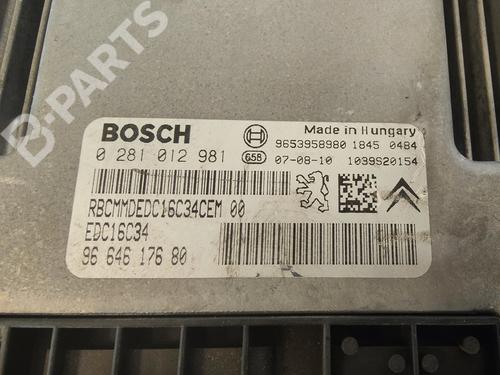 B-PARTS
BOSCH
Made in Hungary
0 281 012 981
9653958980 1845 0484
G5B 07-08-10 1039S20154
RBCMMDEDC16C34CEM 00
EDC16C34
96 646 176 80